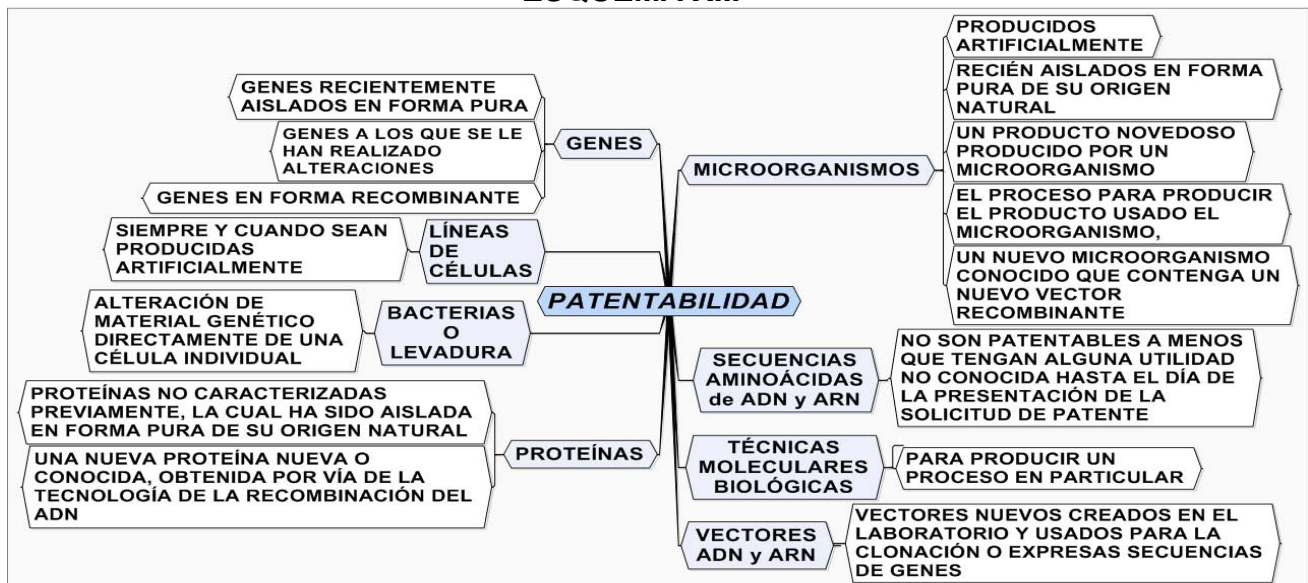 GENES RECIENTEMENTE
AISLADOS EN FORMA PURA
GENES A LOS QUE SE LE
HAN REALIZADO
ALTERACIONES
GENES EN FORMA RECOMBINANTE
GENES
SIEMPRE Y CUANDO SEAN
PRODUCIDAS
ARTIFICIALMENTE
LÍNEAS
DE
CÉLULAS
ALTERACIÓN DE
MATERIAL GENÉTICO
DIRECTAMENTE DE UNA
CÉLULA INDIVIDUAL
BACTERIAS
O
LEVADURA
PROTEÍNAS NO CARACTERIZADAS
PREVIAMENTE, LA CUAL HA SIDO AISLADA
EN FORMA PURA DE SU ORIGEN NATURAL
UNA NUEVA PROTEÍNA NUEVA O
CONOCIDA, OBTENIDA POR VÍA DE LA
TECNOLOGÍA DE LA RECOMBINACIÓN DEL
ADN
PROTEÍNAS
PATENTABILIDAD
MICROORGANISMOS
PRODUCIDOS
ARTIFICIALMENTE
RECIÉN AISLADOS EN FORMA
PURA DE SU ORIGEN
NATURAL
UN PRODUCTO NOVEDOSO
PRODUCIDO POR UN
MICROORGANISMO
EL PROCESO PARA PRODUCIR
EL PRODUCTO USADO EL
MICROORGANISMO,
UN NUEVO MICROORGANISMO
CONOCIDO QUE CONTENGA UN
NUEVO VECTOR
RECOMBINANTE
SECUENCIAS
AMINOÁCIDAS
de ADN y ARN
NO SON PATENTABLES A MENOS
QUE TENGAN ALGUNA UTILIDAD
NO CONOCIDA HASTA EL DÍA DE
LA PRESENTACIÓN DE LA
SOLICITUD DE PATENTE
TÉCNICAS
MOLECULARES
BIOLÓGICAS
PARA PRODUCIR UN
PROCESO EN PARTICULAR
VECTORES
ADN y ARN
VECTORES NUEVOS CREADOS EN EL
LABORATORIO Y USADOS PARA LA
CLONACIÓN O EXPRESAS SECUENCIAS
DE GENES